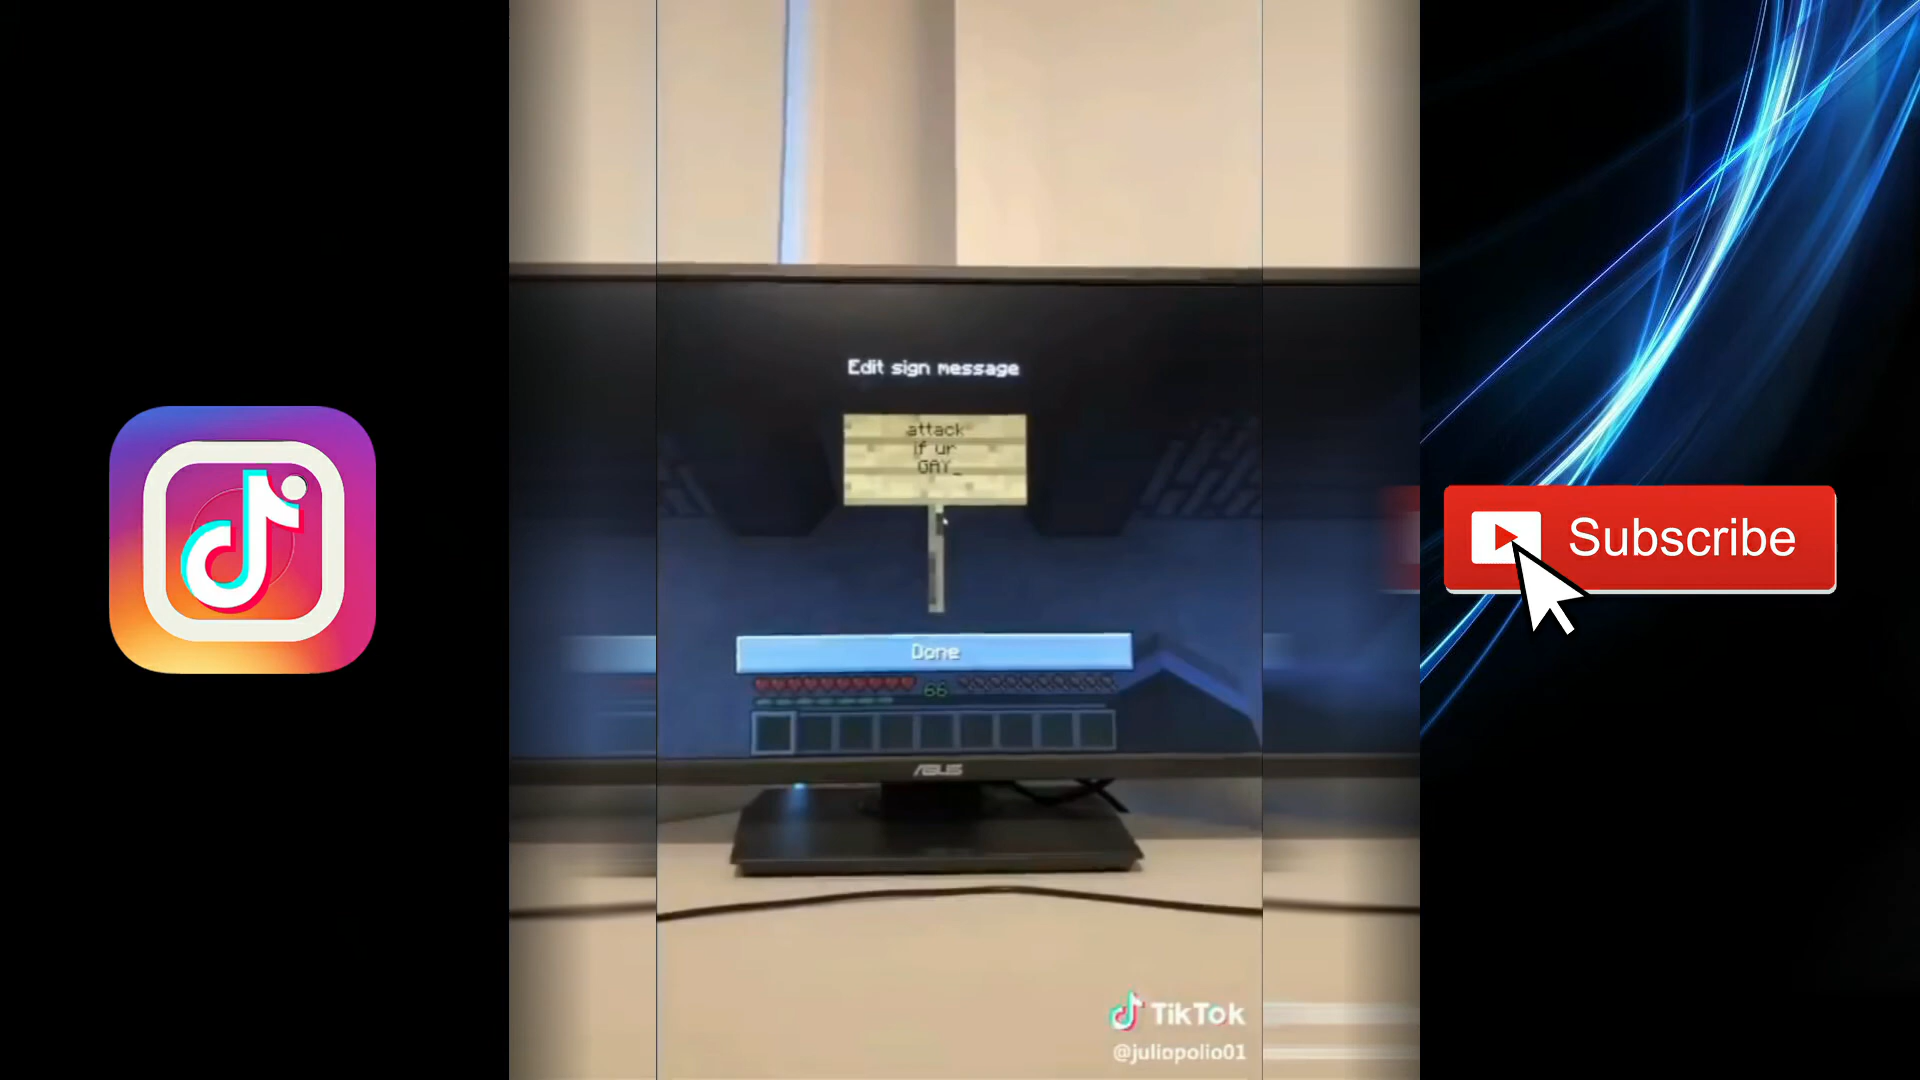 Edit sign message
attack
if ur
GAY_
Done
66
ASUS
Subscribe
TikTok
@juliopolio01